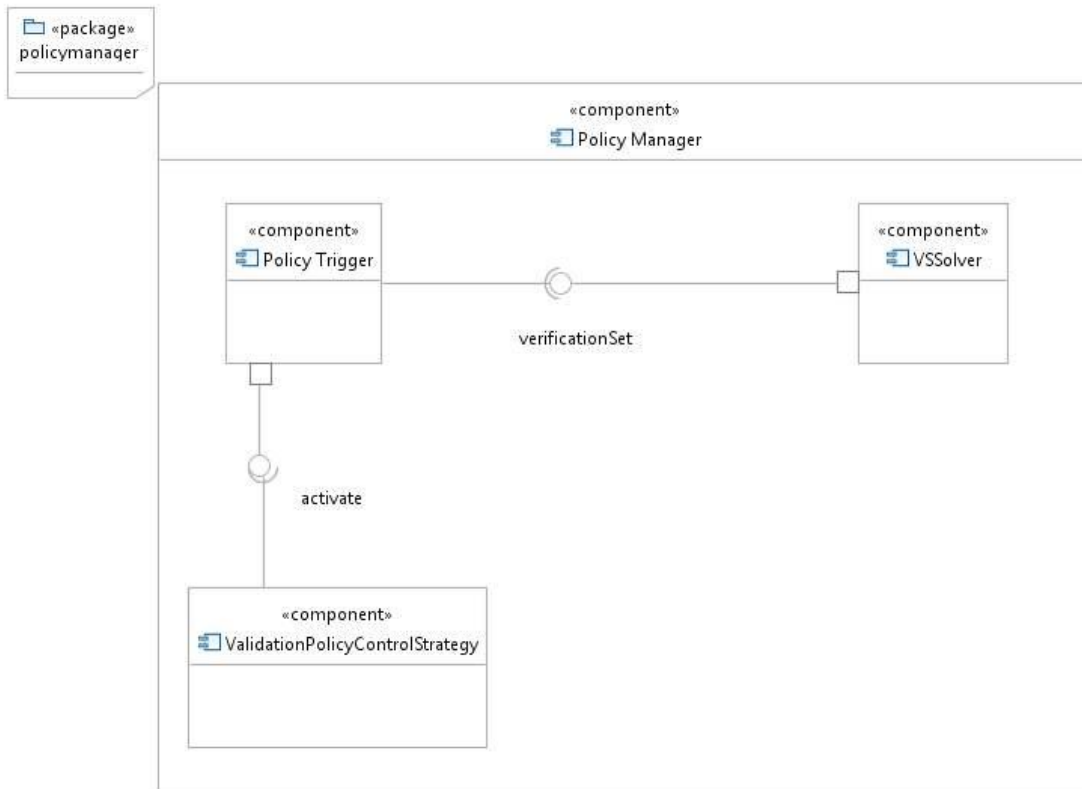 «package»
policymanager
«component»
Policy Manager
«component»
Policy Trigger
«component»
VSSolver
verificationSet
activate
«component»
ValidationPolicyControlStrategy